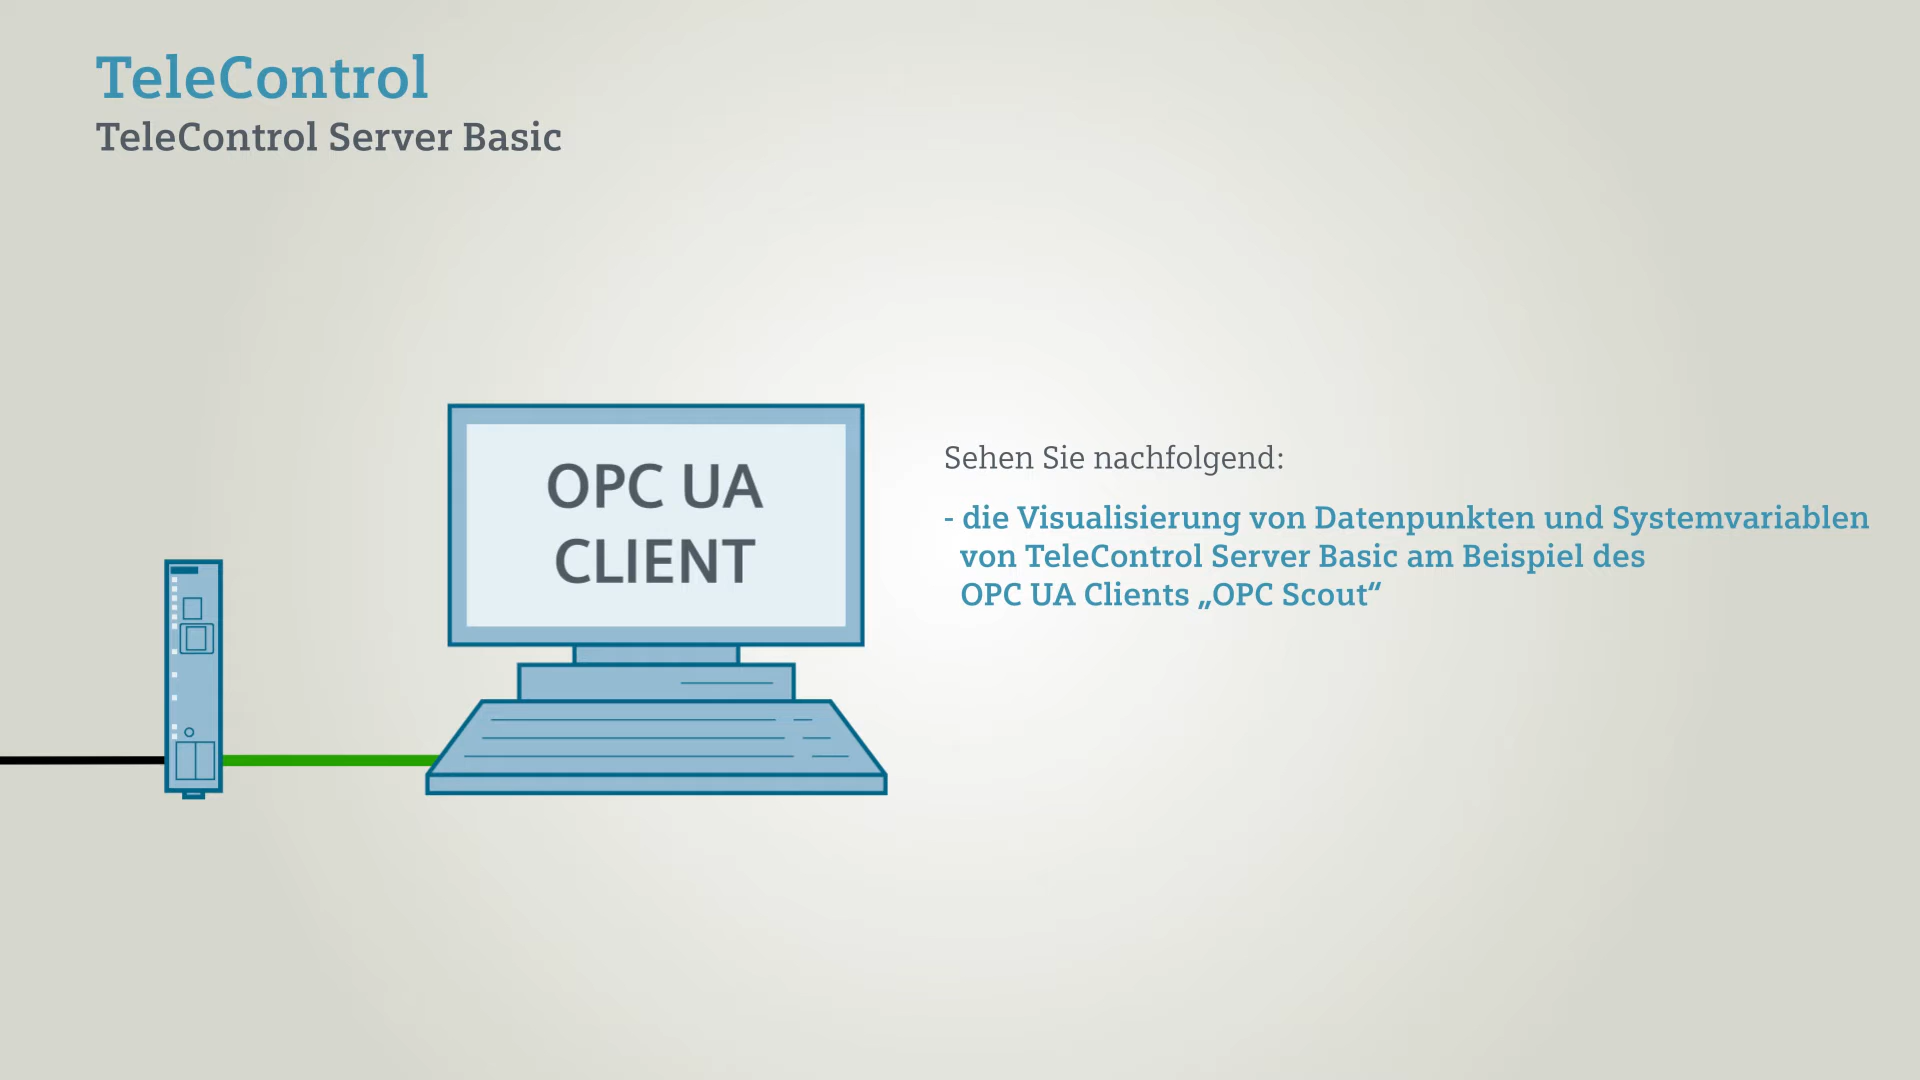 TeleControl
TeleControl Server Basic
OPC UA
CLIENT
Sehen Sie nachfolgend:
- die Visualisierung von Datenpunkten und Systemvariablen
von TeleControl Server Basic am Beispiel des
OPC UA Clients „OPC Scout“